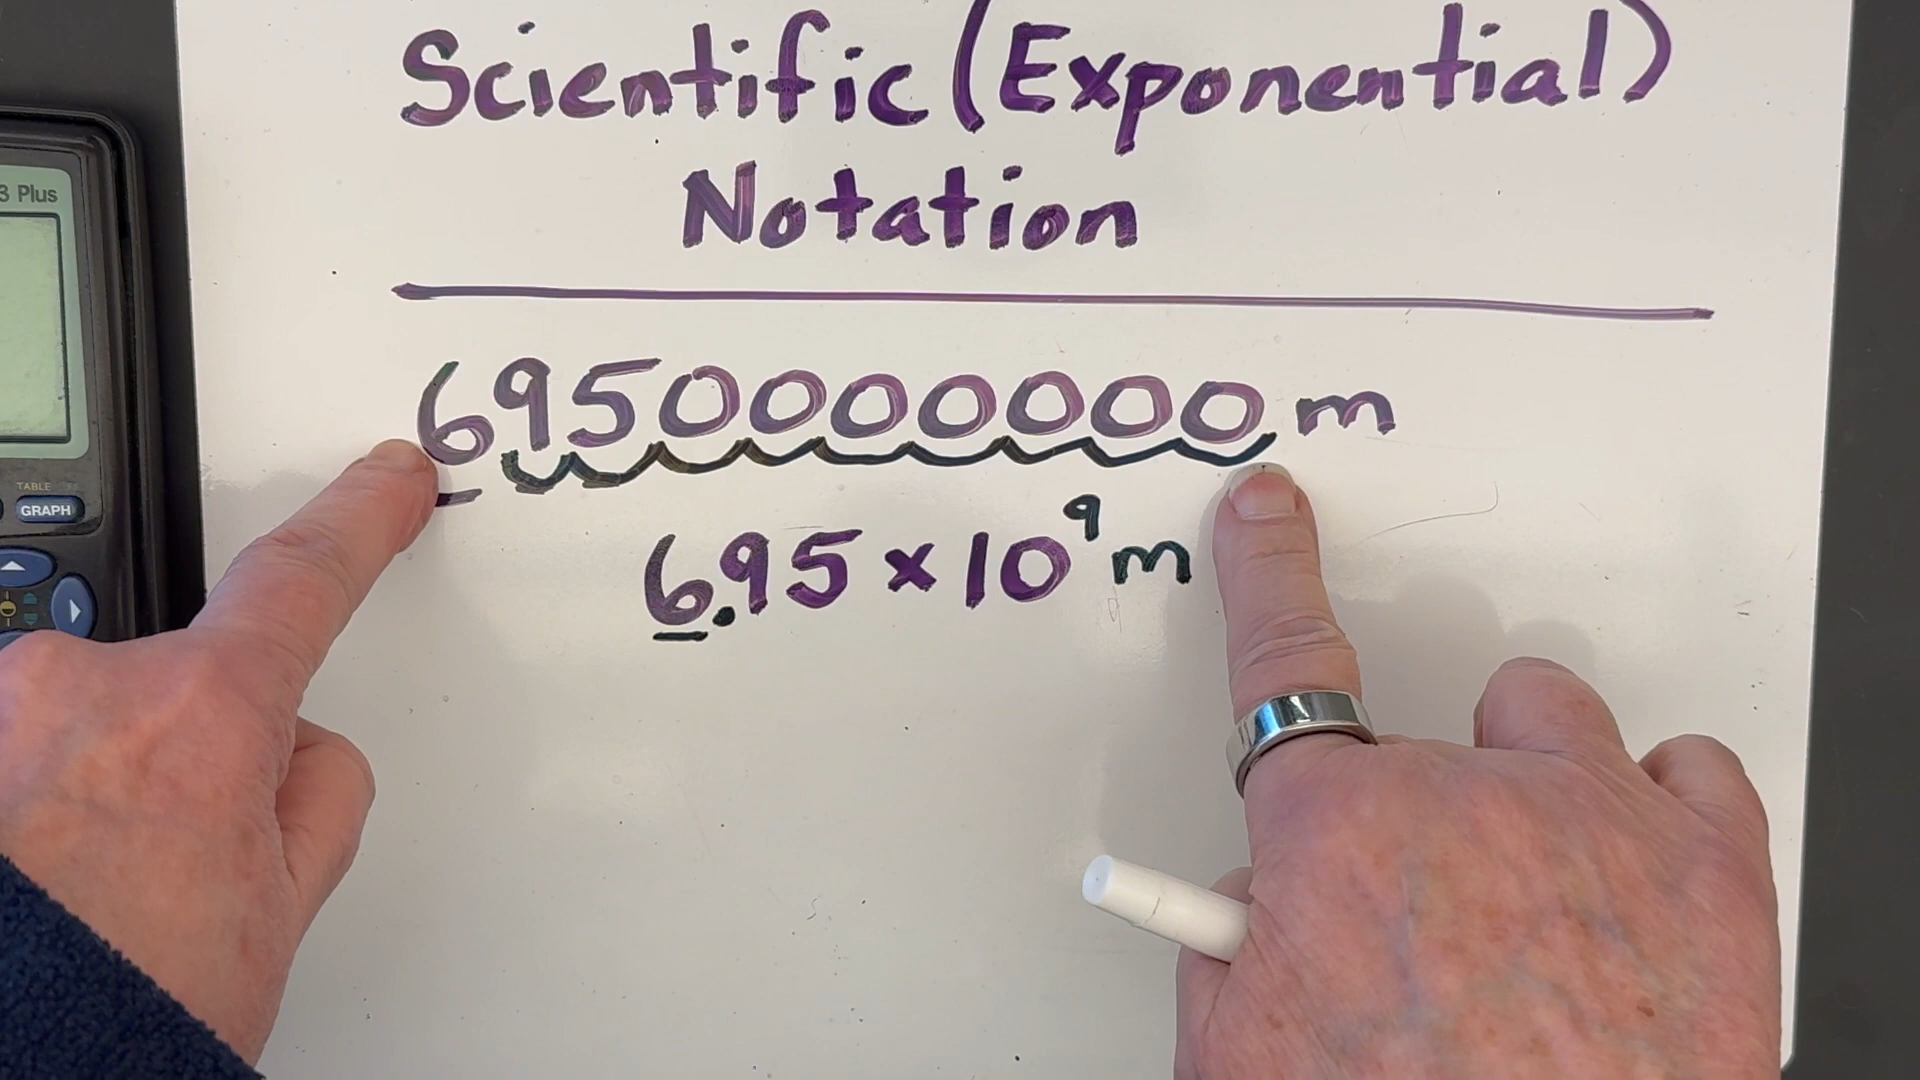 Scientific (Exponential)
Notation
6950000000 m
6.95 × 10⁹ m
3 Plus
TABLE
GRAPH